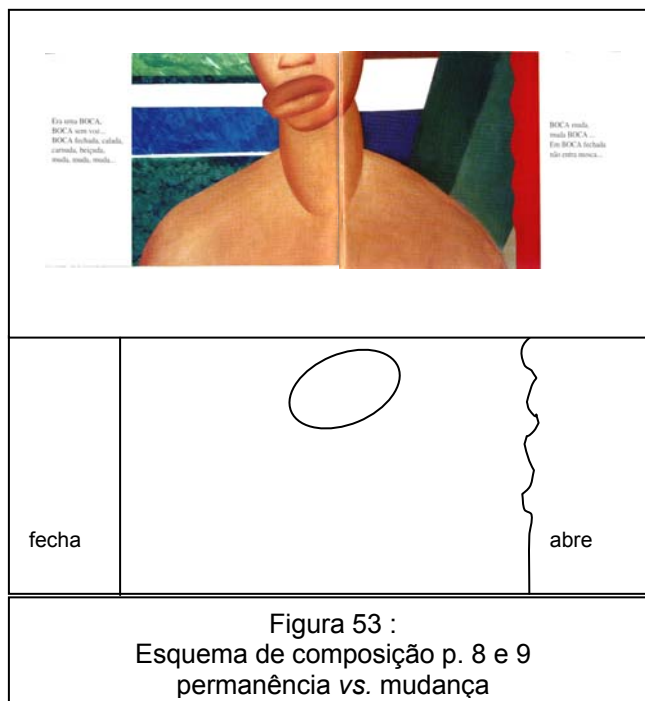 Era uma BOCA,
BOCA sem voz...
BOCA fechada, calada,
carnuda, beiçuda,
muda, muda, muda...
BOCA muda,
muda BOCA ...
Em BOCA fechada
não entra mosca...
fecha
abre
Figura 53 :
Esquema de composição p. 8 e 9
permanência vs. mudança